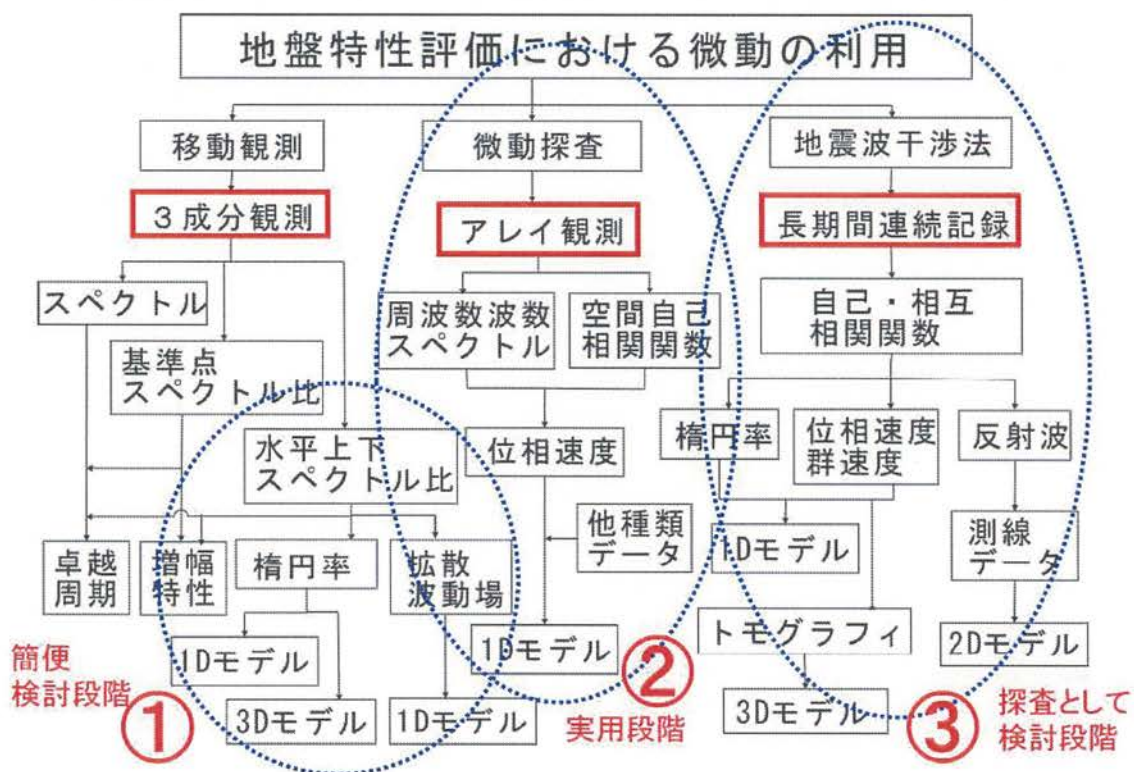 地盤特性評価における微動の利用
移動観測
微動探査
地震波干渉法
3成分観測
アレイ観測
長期間連続記録
スペクトル
周波数波数
スペクトル
空間自己
相関関数
自己・相互
相関関数
基準点
スペクトル比
水平上下
スペクトル比
位相速度
楕円率
位相速度
群速度
反射波
他種類
データ
1Dモデル
測線
データ
卓越
周期
増幅
特性
楕円率
拡散
波動場
トモグラフィ
2Dモデル
1Dモデル
1Dモデル
3Dモデル
1Dモデル
3Dモデル
簡便
検討段階
①
②
実用段階
③
探査として
検討段階